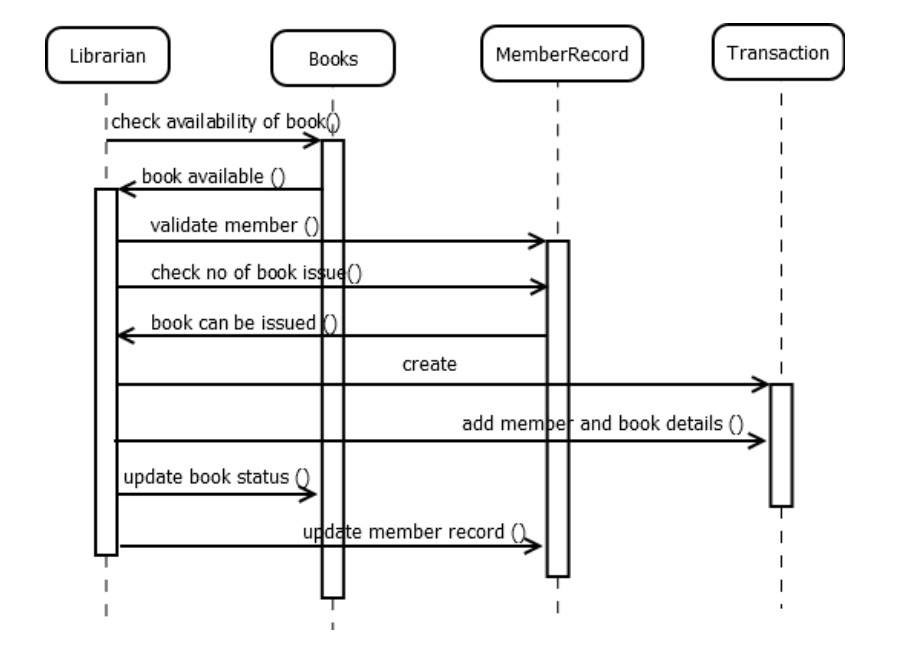 Librarian
Books
MemberRecord
Transaction
check availability of book()
book available ()
validate member ()
check no of book issue()
book can be issued ()
create
add member and book details ()
update book status ()
update member record ()